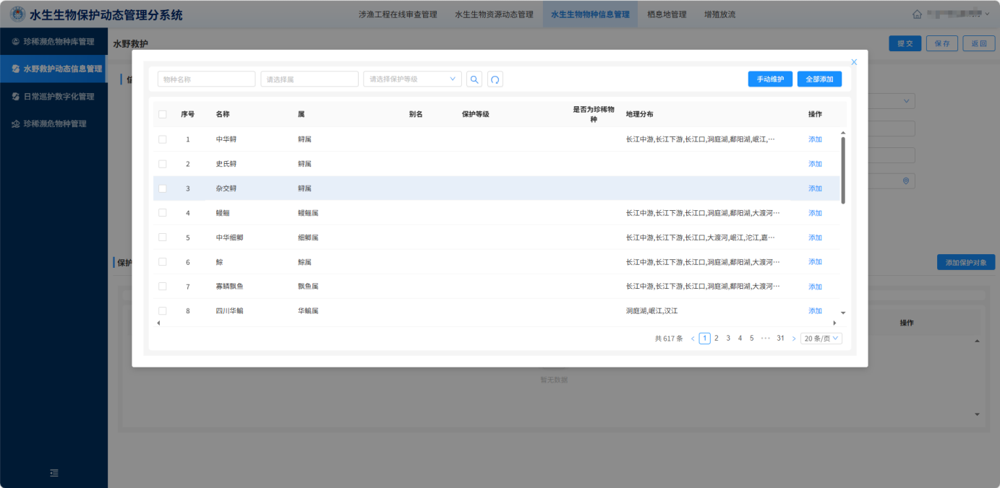 水生生物保护动态管理分系统
涉渔工程在线审查管理 水生生物资源动态管理 水生生物物种信息管理 栖息地管理 增殖放流
珍稀濒危物种库管理
水野救护动态信息管理
日常巡护数字化管理
珍稀濒危物种管理
水野救护
提交 保存 返回
信
物种名称 请选择属 请选择保护等级 手动维护 全部添加
序号 名称 属 别名 保护等级 是否为珍稀物种 地理分布 操作
1 中华鲟 鲟属 长江中游,长江下游,长江口,洞庭湖,鄱阳湖,岷江,··· 添加
2 史氏鲟 鲟属 添加
3 杂交鲟 鲟属 添加
4 鳗鲡 鳗鲡属 长江中游,长江下游,长江口,洞庭湖,鄱阳湖,大渡河··· 添加
5 中华细鲫 细鲫属 长江中游,长江下游,长江口,大渡河,岷江,沱江,嘉··· 添加
6 鯮 鯮属 长江中游,长江下游,长江口,洞庭湖,鄱阳湖,大渡河··· 添加
7 寡鳞飘鱼 飘鱼属 长江中游,长江下游,长江口,洞庭湖,鄱阳湖,大渡河··· 添加
8 四川华鳊 华鳊属 洞庭湖,岷江,汉江 添加
共 617 条 < 1 2 3 4 5 ··· 31 > 20 条/页
保护
添加保护对象
操作
暂无数据